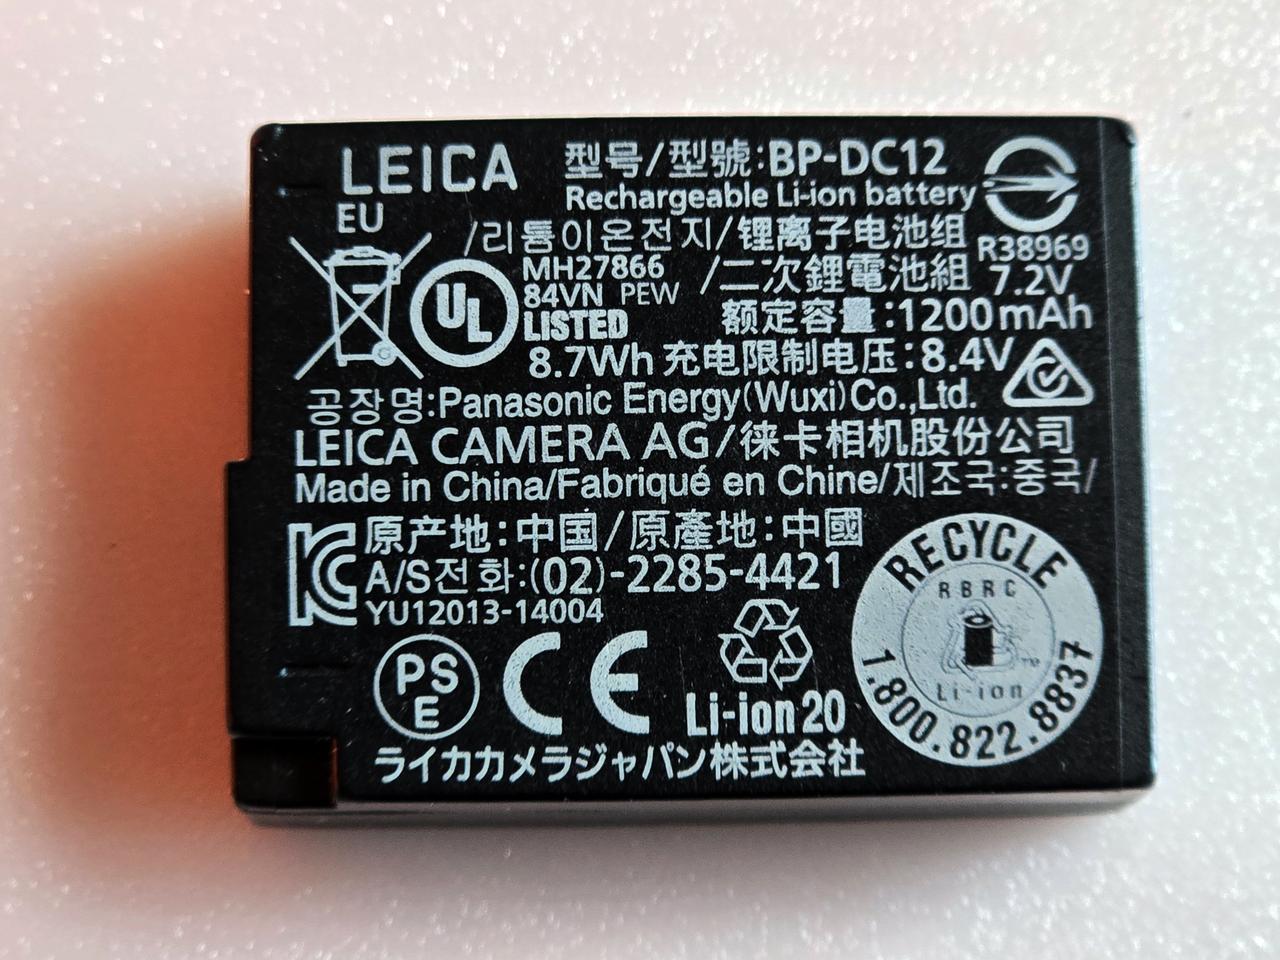 LEICA 型号/型號:BP-DC12
Rechargeable Li-ion battery
EU
/리튬이온전지/锂离子电池组
R38969
MH27866 /二次鋰電池組 7.2V
84VN PEW
UL
LISTED 额定容量:1200mAh
8.7Wh 充电限制电压:8.4V
공장명:Panasonic Energy(Wuxi)Co.,Ltd.
LEICA CAMERA AG/徕卡相机股份公司
Made in China/Fabriqué en Chine/제조국:중국/
原产地:中国/原產地:中國
A/S전화:(02)-2285-4421
YU12013-14004
PS
E
CE
Li-ion 20
ライカカメラジャパン株式会社
RECYCLE
RBRC
TM
Li-ion
1.800.822.8837